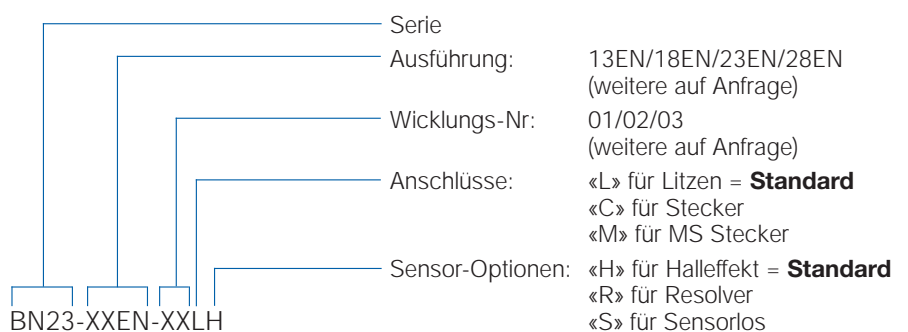 Serie
Ausführung: 13EN/18EN/23EN/28EN
(weitere auf Anfrage)
Wicklungs-Nr: 01/02/03
(weitere auf Anfrage)
Anschlüsse: «L» für Litzen = Standard
«C» für Stecker
«M» für MS Stecker
Sensor-Optionen: «H» für Halleffekt = Standard
«R» für Resolver
BN23-XXEN-XXLH «S» für Sensorlos